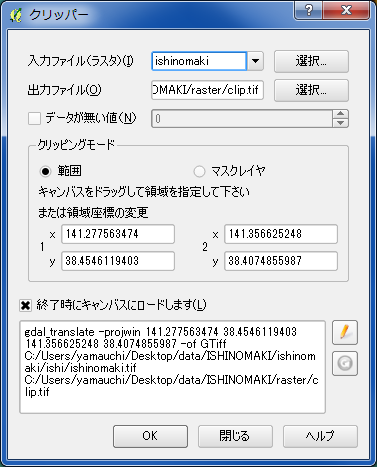 クリッパー
入力ファイル(ラスタ)(I) ishinomaki 選択...
出力ファイル(O) OMAKI/raster/clip.tif 選択...
データが無い値(N) 0
クリッピングモード
範囲 マスクレイヤ
キャンバスをドラッグして領域を指定して下さい
または領域座標の変更
x 141.277563474 x 141.356625248
1 2
y 38.4546119403 y 38.4074855987
終了時にキャンバスにロードします(L)
gdal_translate -projwin 141.277563474 38.4546119403
141.356625248 38.4074855987 -of GTiff
C:/Users/yamauchi/Desktop/data/ISHINOMAKI/ishinom
aki/ishi/ishinomaki.tif
C:/Users/yamauchi/Desktop/data/ISHINOMAKI/raster/c
lip.tif
OK 閉じる ヘルプ